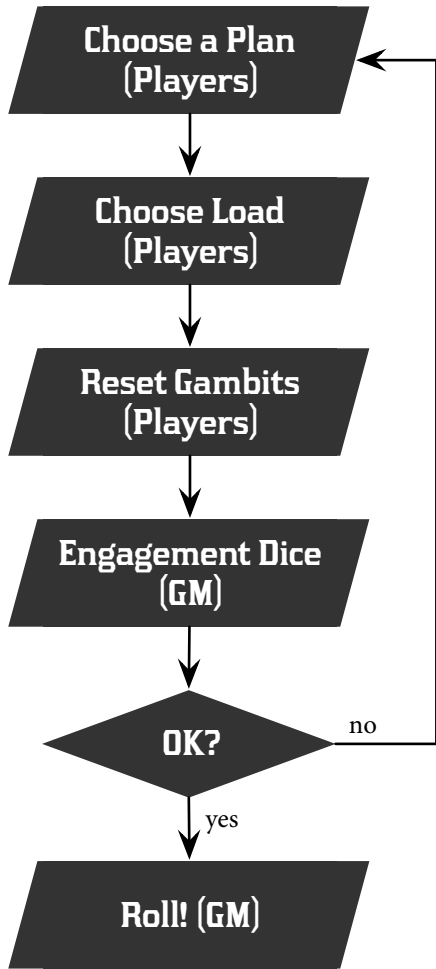 Choose a Plan
(Players)
Choose Load
(Players)
Reset Gambits
(Players)
Engagement Dice
(GM)
OK?
no
yes
Roll! (GM)